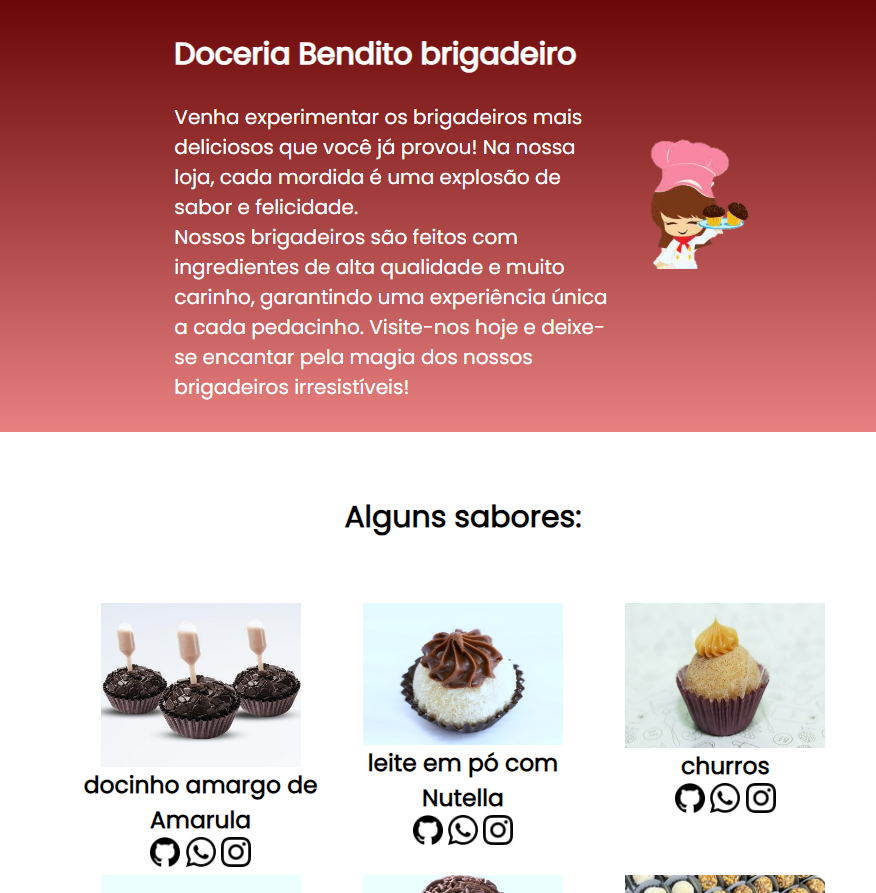 Doceria Bendito brigadeiro
Venha experimentar os brigadeiros mais
deliciosos que você já provou! Na nossa
loja, cada mordida é uma explosão de
sabor e felicidade.
Nossos brigadeiros são feitos com
ingredientes de alta qualidade e muito
carinho, garantindo uma experiência única
a cada pedacinho. Visite-nos hoje e deixe-
se encantar pela magia dos nossos
brigadeiros irresistíveis!
Alguns sabores:
docinho amargo de
Amarula
leite em pó com
Nutella
churros